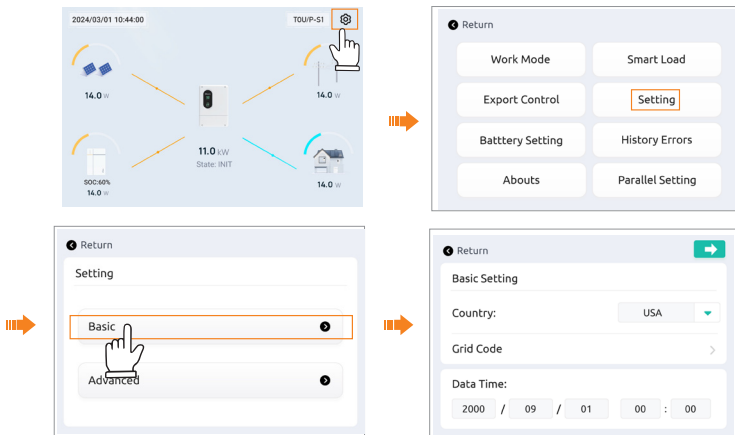 2024/03/01 10:44:00
TOU/P-S1
14.0 W
14.0 W
11.0 kW
State: INIT
SOC:60%
14.0 W
14.0 W
Return
Work Mode
Smart Load
Export Control
Setting
Batttery Setting
History Errors
Abouts
Parallel Setting
Return
Setting
Basic
Advanced
Return
Basic Setting
Country:
USA
Grid Code
Data Time:
2000 / 09 / 01 00 : 00